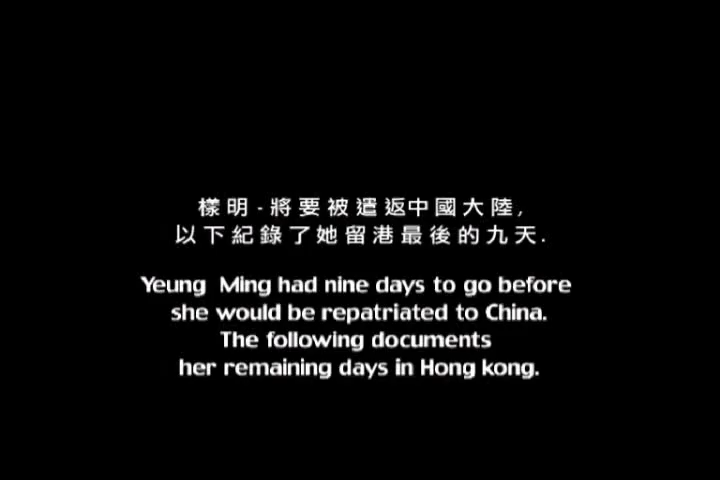 樣明-將要被遣返中國大陸,
以下紀錄了她留港最後的九天.
Yeung Ming had nine days to go before
she would be repatriated to China.
The following documents
her remaining days in Hong kong.